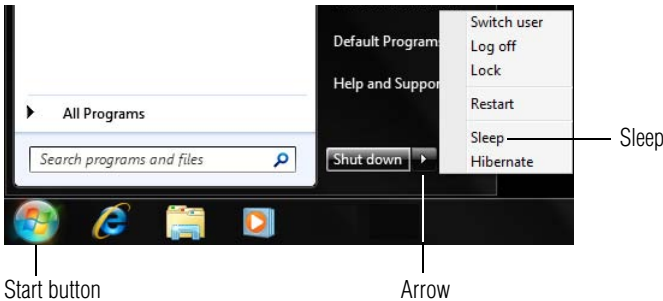 Switch user
Default Program
Log off
Lock
Help and Suppor
Restart
All Programs
Sleep
Sleep
Search programs and files
Shut down
Hibernate
Start button
Arrow